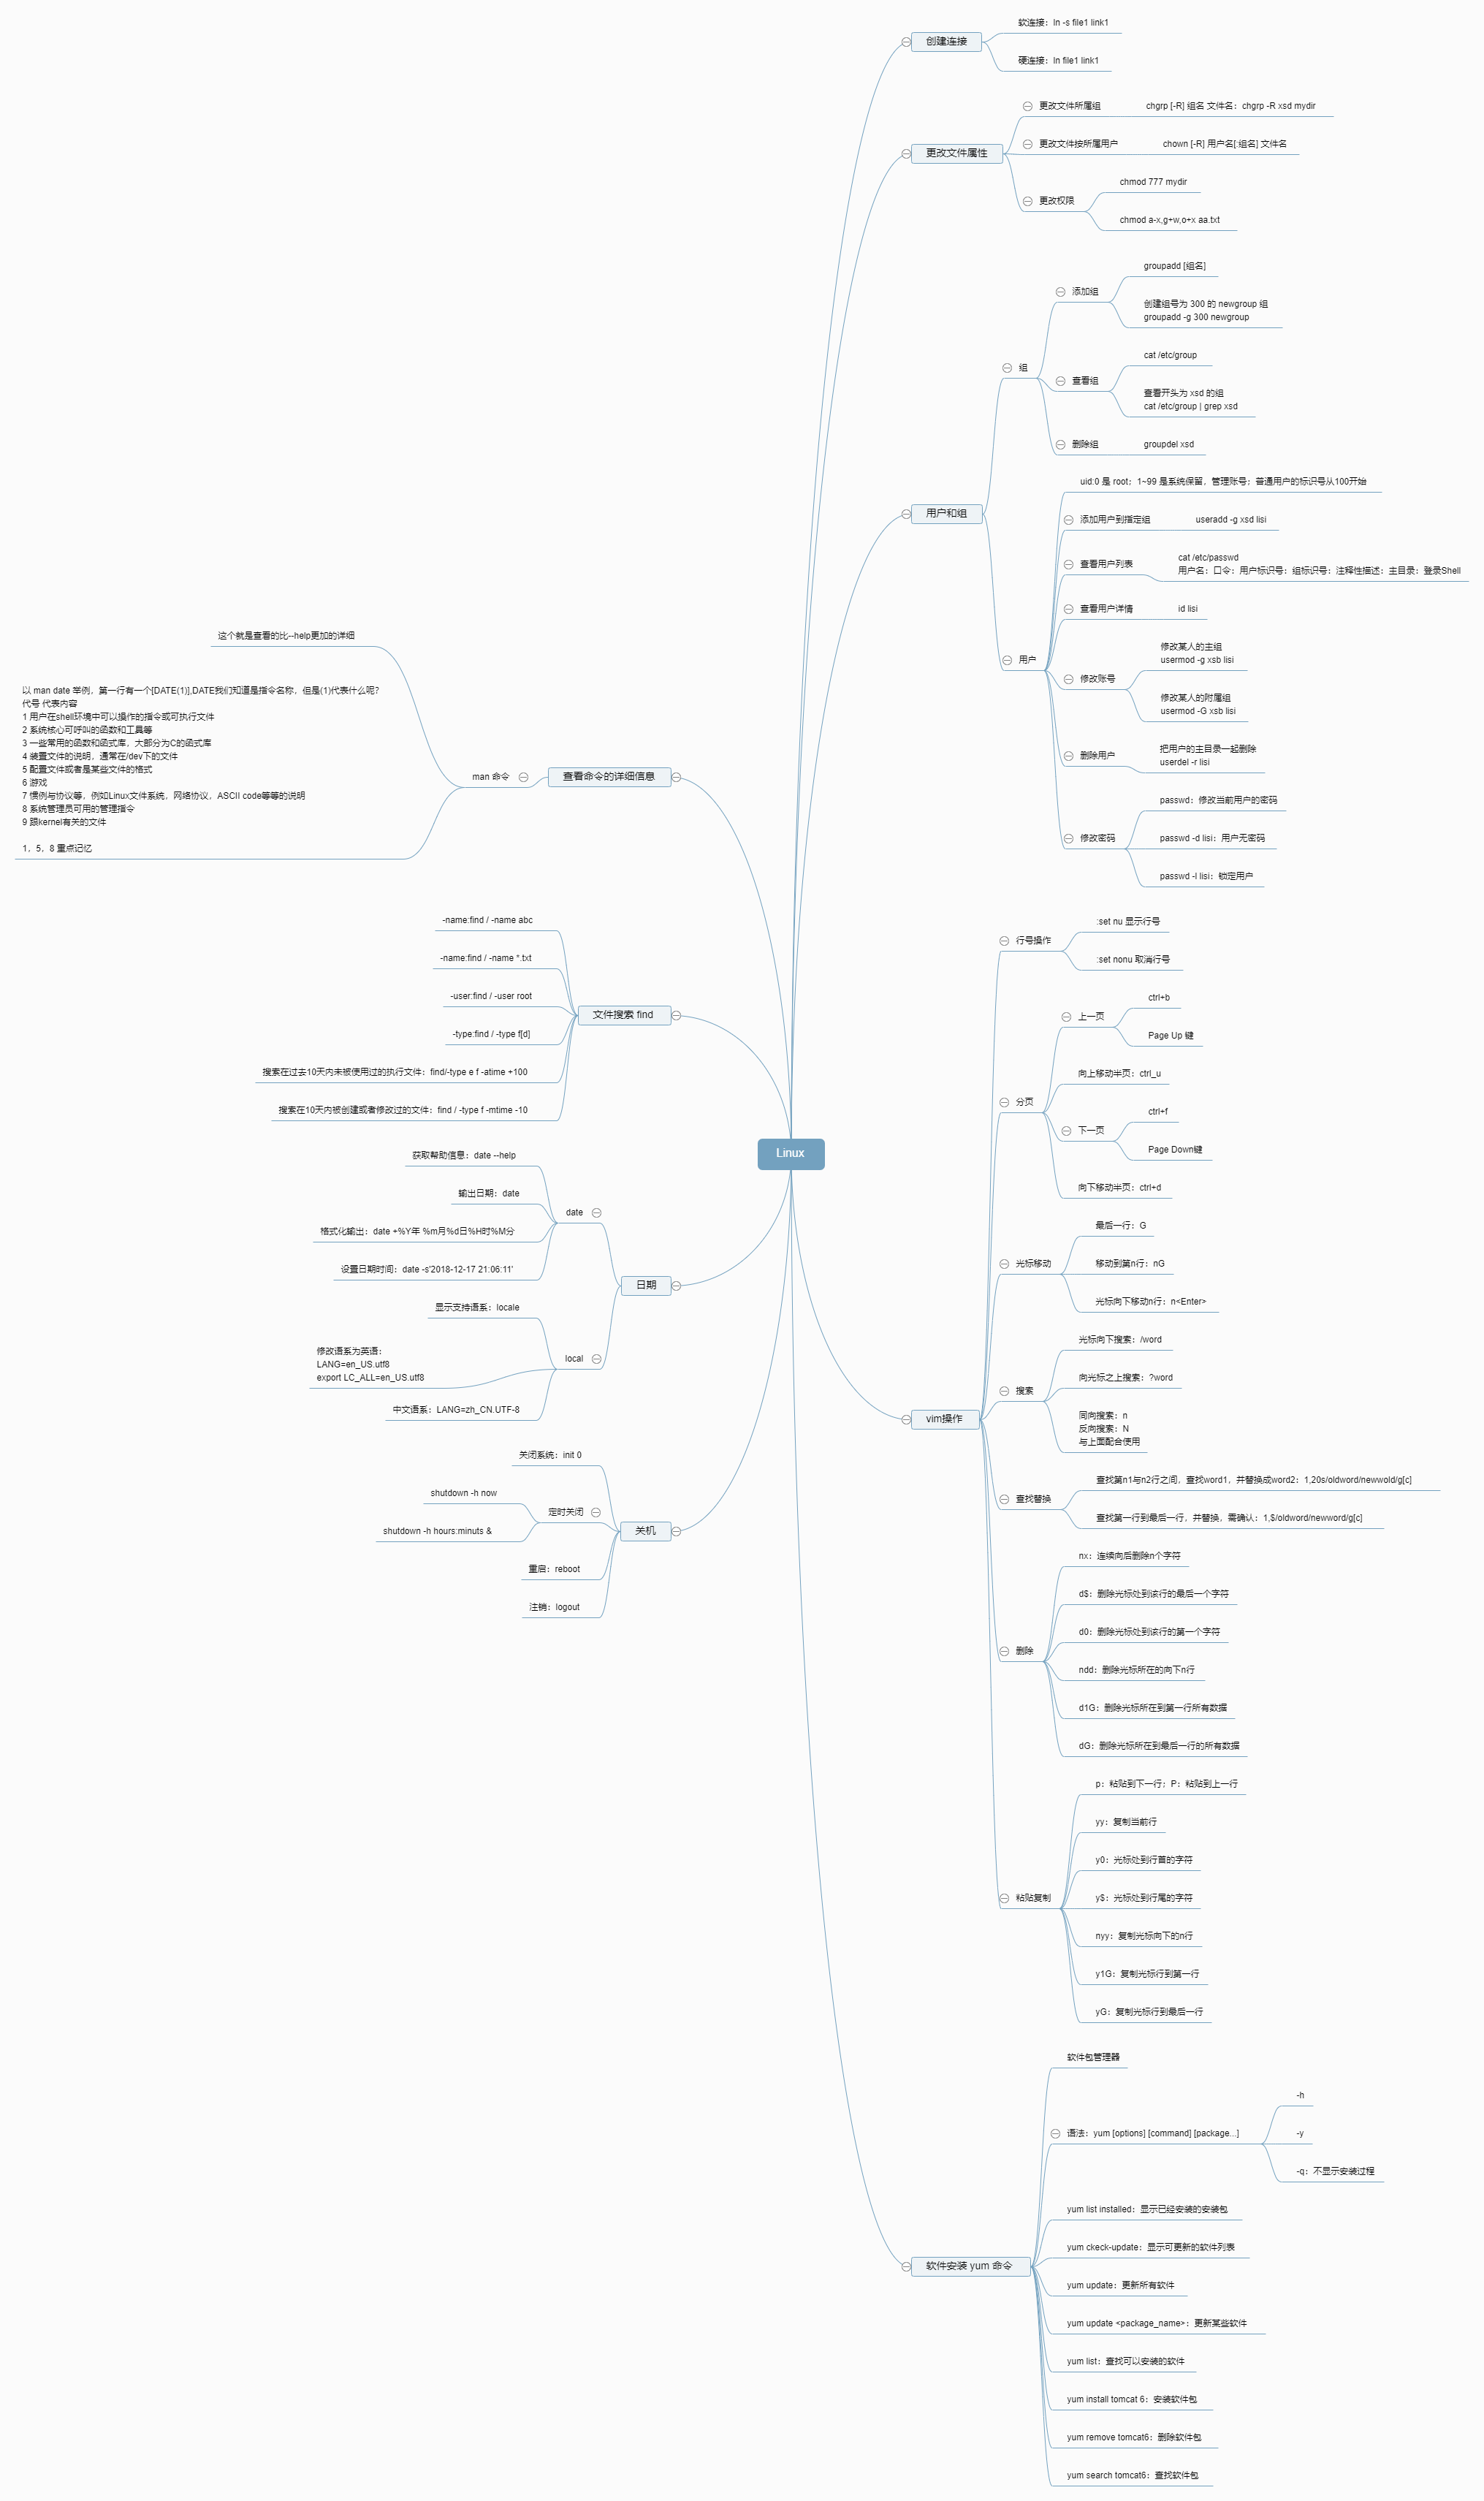 Linux
创建连接
软连接：ln -s file1 link1
硬连接：ln file1 link1
更改文件属性
更改文件所属组
chgrp [-R] 组名 文件名：chgrp -R xsd mydir
更改文件按所属用户
chown [-R] 用户名[:组名] 文件名
更改权限
chmod 777 mydir
chmod a-x,g+w,o+x aa.txt
用户和组
组
添加组
groupadd [组名]
创建组号为 300 的 newgroup 组
groupadd -g 300 newgroup
查看组
cat /etc/group
查看开头为 xsd 的组
cat /etc/group | grep xsd
删除组
groupdel xsd
用户
uid:0 是 root；1~99 是系统保留，管理账号；普通用户的标识号从100开始
添加用户到指定组
useradd -g xsd lisi
查看用户列表
cat /etc/passwd
用户名：口令：用户标识号：组标识号：注释性描述：主目录：登录Shell
查看用户详情
id lisi
修改账号
修改某人的主组
usermod -g xsb lisi
修改某人的附属组
usermod -G xsb lisi
删除用户
把用户的主目录一起删除
userdel -r lisi
修改密码
passwd：修改当前用户的密码
passwd -d lisi：用户无密码
passwd -l lisi：锁定用户
vim操作
行号操作
:set nu 显示行号
:set nonu 取消行号
分页
上一页
ctrl+b
Page Up 键
向上移动半页：ctrl_u
下一页
ctrl+f
Page Down键
向下移动半页：ctrl+d
光标移动
最后一行：G
移动到第n行：nG
光标向下移动n行：n<Enter>
搜索
光标向下搜索：/word
向光标之上搜索：?word
同向搜索：n
反向搜索：N
与上面配合使用
查找替换
查找第n1与n2行之间，查找word1，并替换成word2：1,20s/oldword/newwold/g[c]
查找第一行到最后一行，并替换，需确认：1,$/oldword/newword/g[c]
删除
nx：连续向后删除n个字符
d$：删除光标处到该行的最后一个字符
d0：删除光标处到该行的第一个字符
ndd：删除光标所在的向下n行
d1G：删除光标所在到第一行所有数据
dG：删除光标所在到最后一行的所有数据
粘贴复制
p：粘贴到下一行；P：粘贴到上一行
yy：复制当前行
y0：光标处到行首的字符
y$：光标处到行尾的字符
nyy：复制光标向下的n行
y1G：复制光标行到第一行
yG：复制光标行到最后一行
软件安装 yum 命令
软件包管理器
语法：yum [options] [command] [package...]
-h
-y
-q：不显示安装过程
yum list installed：显示已经安装的安装包
yum ckeck-update：显示可更新的软件列表
yum update：更新所有软件
yum update <package_name>：更新某些软件
yum list：查找可以安装的软件
yum install tomcat 6：安装软件包
yum remove tomcat6：删除软件包
yum search tomcat6：查找软件包
查看命令的详细信息
man 命令
这个就是查看的比--help更加的详细
以 man date 举例，第一行有一个[DATE(1)],DATE我们知道是指令名称，但是(1)代表什么呢？
代号 代表内容
1 用户在shell环境中可以操作的指令或可执行文件
2 系统核心可呼叫的函数和工具等
3 一些常用的函数和函式库，大部分为C的函式库
4 装置文件的说明，通常在/dev下的文件
5 配置文件或者是某些文件的格式
6 游戏
7 惯例与协议等，例如Linux文件系统，网络协议，ASCII code等等的说明
8 系统管理员可用的管理指令
9 跟kernel有关的文件
1，5，8 重点记忆
文件搜索 find
-name:find / -name abc
-name:find / -name *.txt
-user:find / -user root
-type:find / -type f[d]
搜索在过去10天内未被使用过的执行文件：find/-type e f -atime +100
搜索在10天内被创建或者修改过的文件：find / -type f -mtime -10
日期
date
获取帮助信息：date --help
输出日期：date
格式化输出：date +%Y年 %m月%d日%H时%M分
设置日期时间：date -s'2018-12-17 21:06:11'
local
显示支持语系：locale
修改语系为英语：
LANG=en_US.utf8
export LC_ALL=en_US.utf8
中文语系：LANG=zh_CN.UTF-8
关机
关闭系统：init 0
定时关闭
shutdown -h now
shutdown -h hours:minuts &
重启：reboot
注销：logout